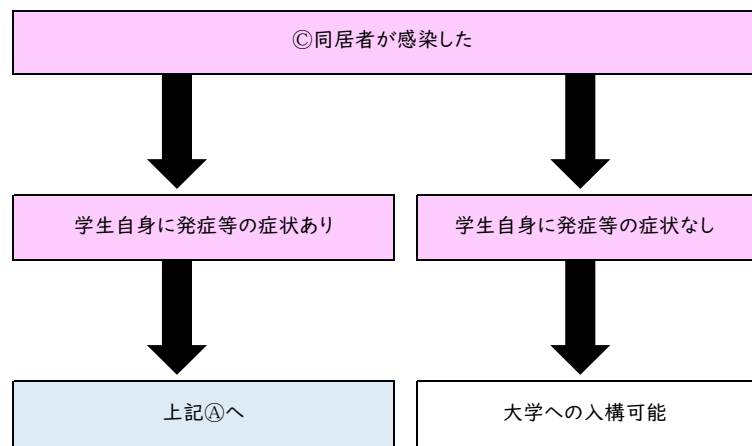 Ⓒ同居者が感染した
学生自身に発症等の症状あり
学生自身に発症等の症状なし
上記Ⓐへ
大学への入構可能